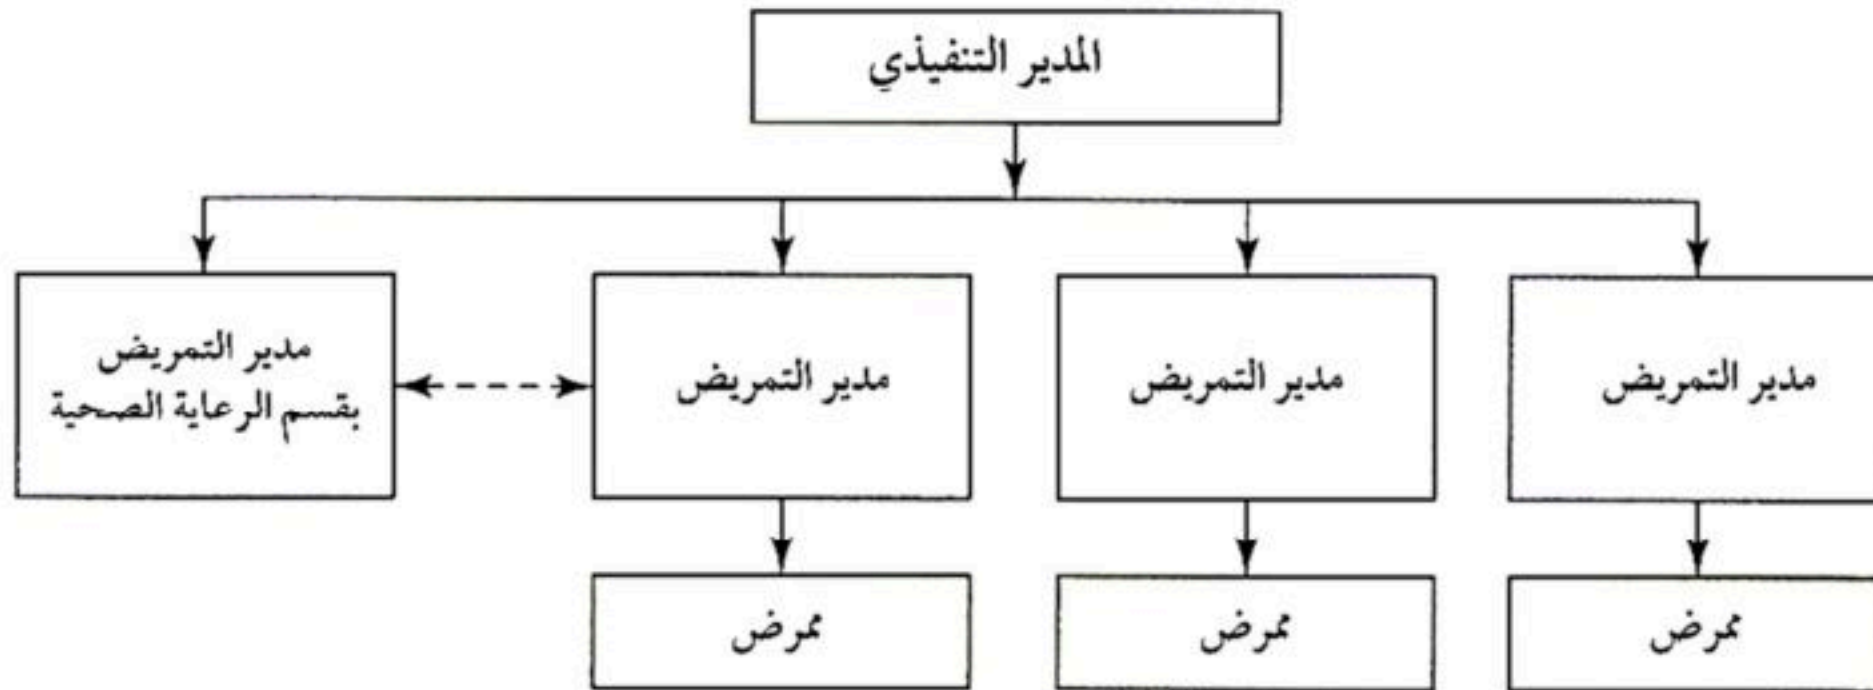 المدير التنفيذي
مدير التمريض
مدير التمريض
مدير التمريض
مدير التمريض
بقسم الرعاية الصحية
ممرض
ممرض
ممرض